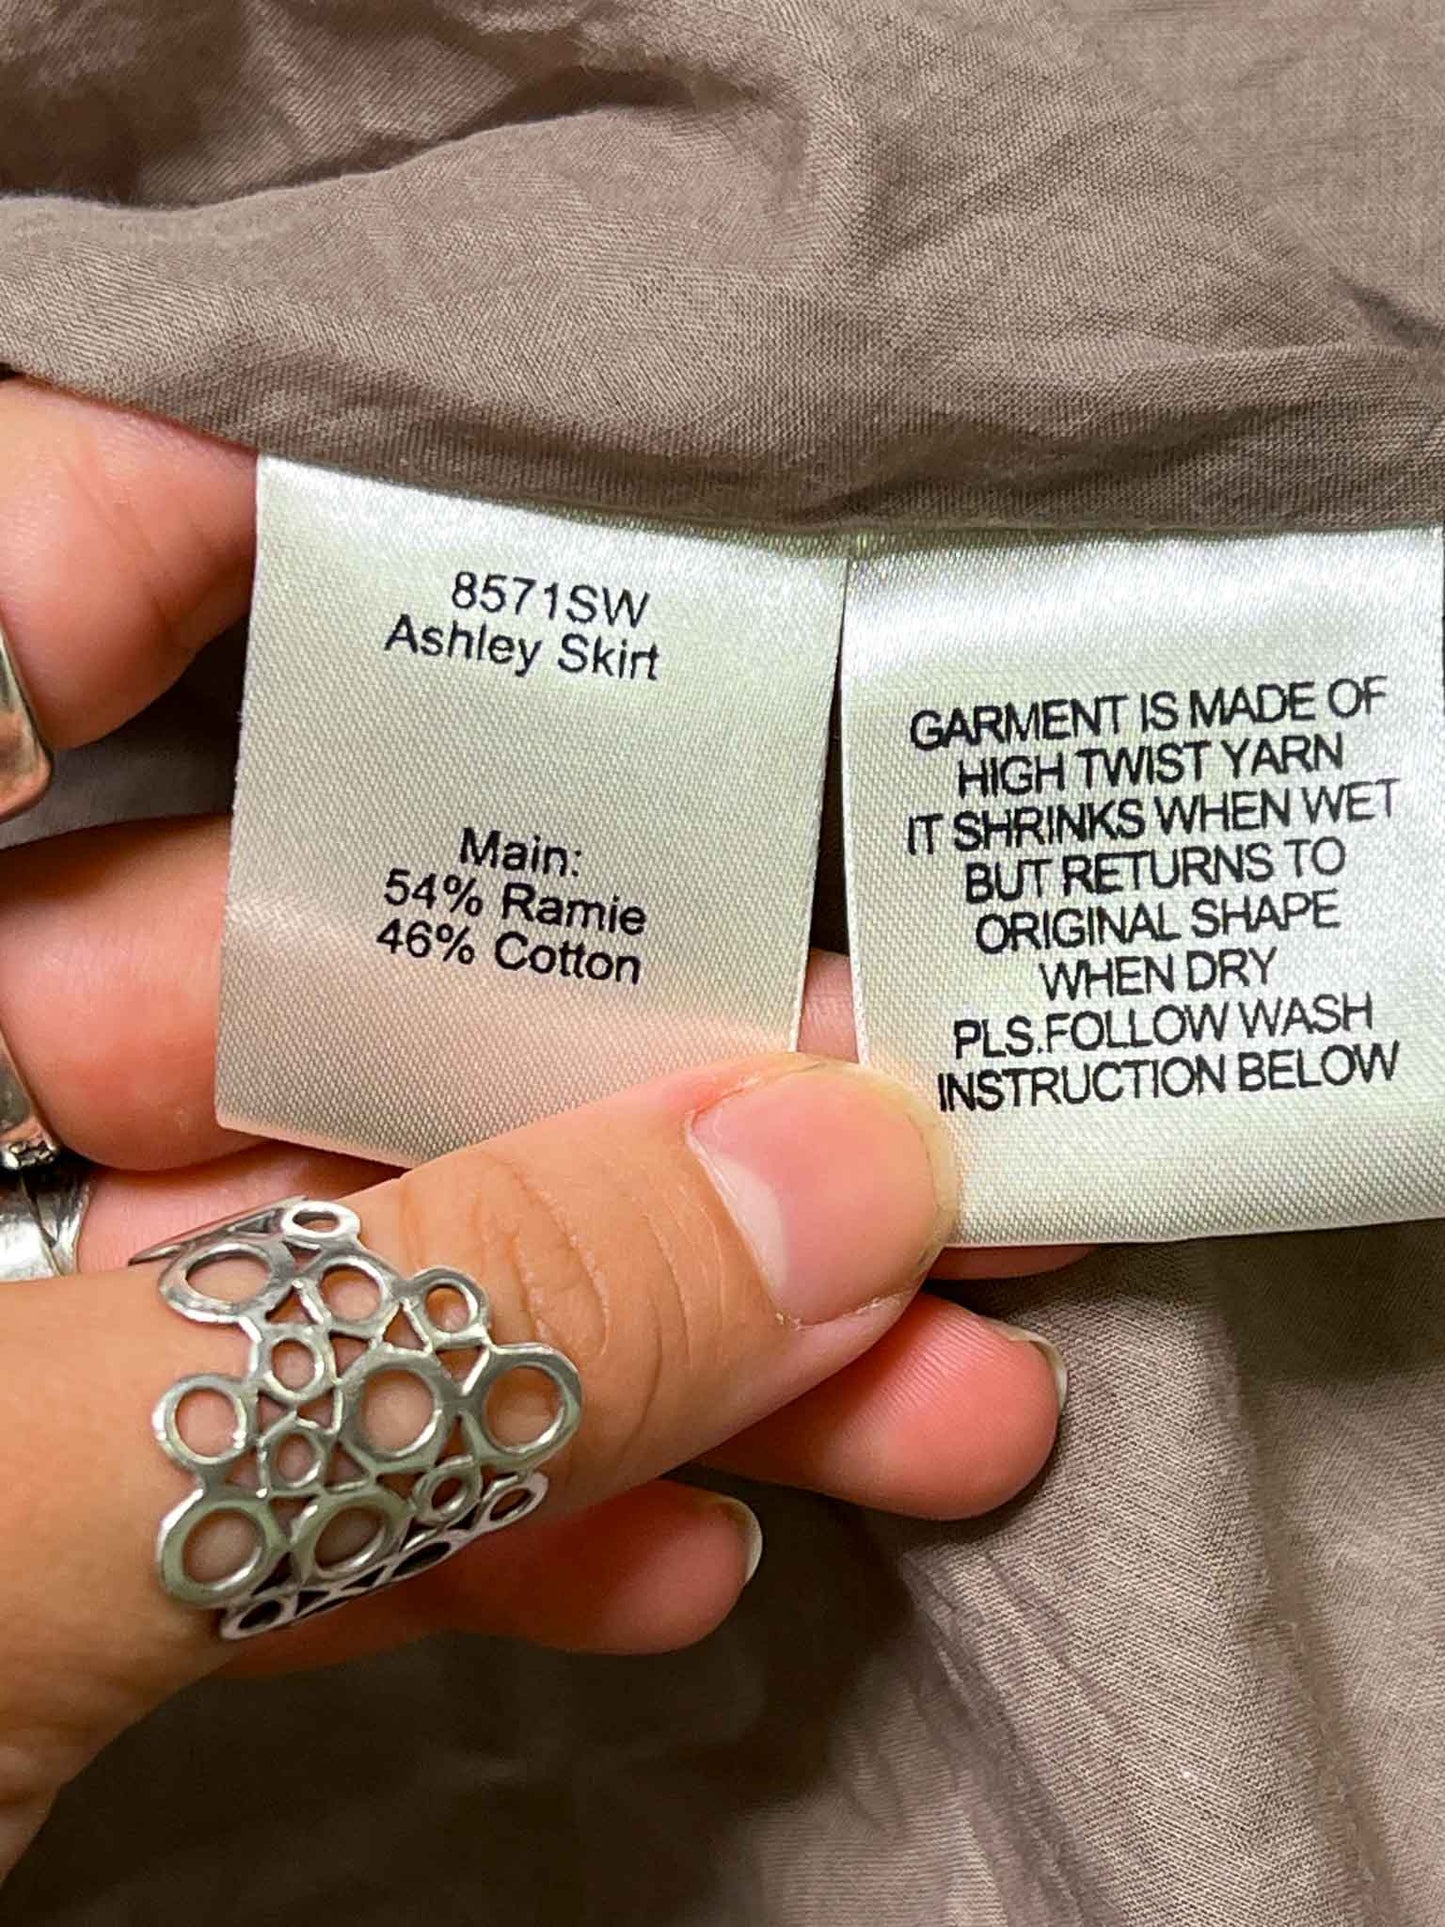 8571SW
Ashley Skirt
Main:
54% Ramie
46% Cotton
GARMENT IS MADE OF
HIGH TWIST YARN
IT SHRINKS WHEN WET
BUT RETURNS TO
ORIGINAL SHAPE
WHEN DRY
PLS.FOLLOW WASH
INSTRUCTION BELOW